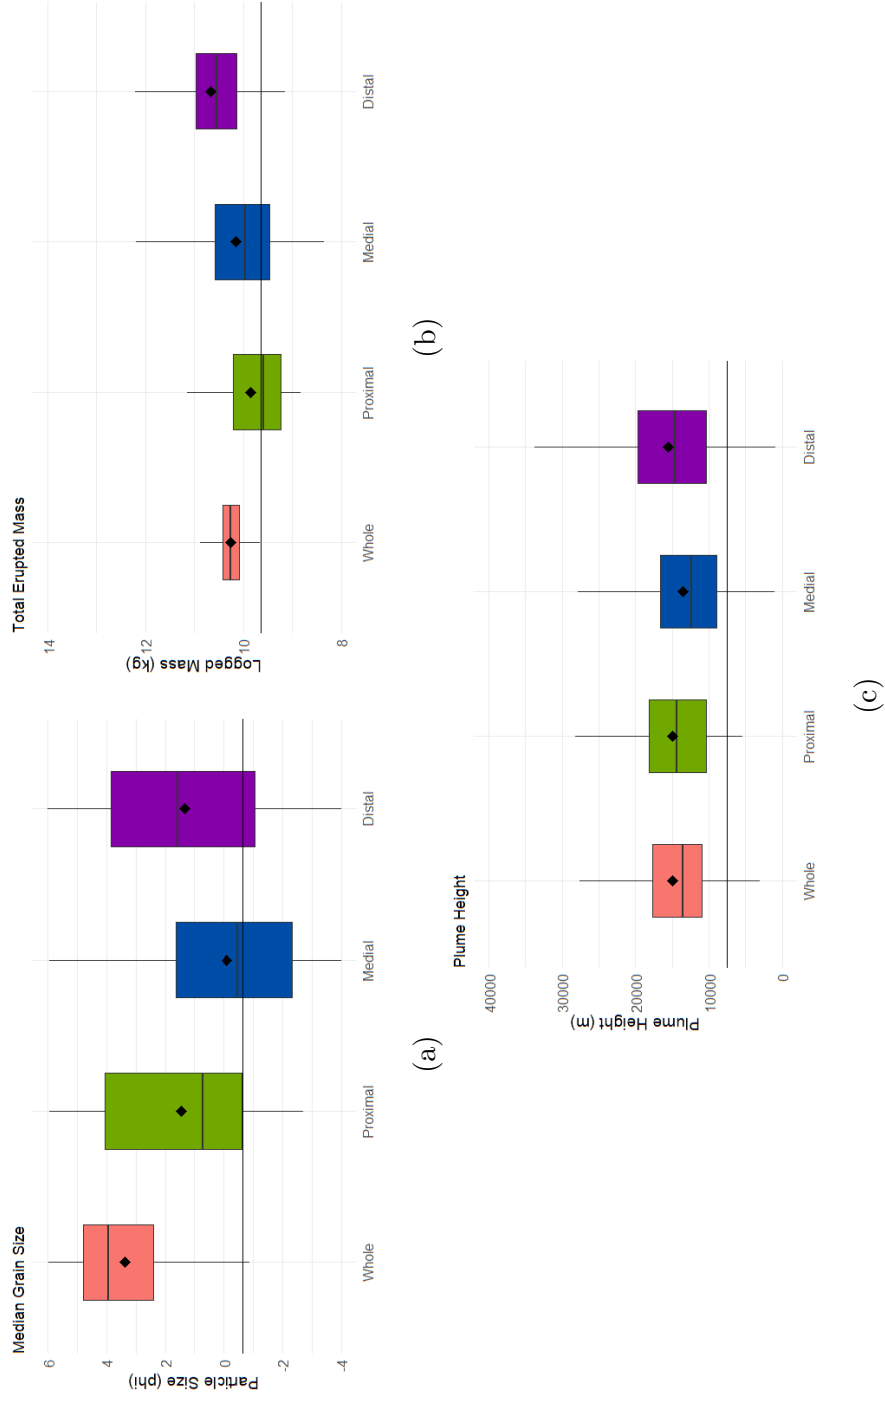 Median Grain Size
6
4
2
0
-2
-4
Particle Size (phi)
Whole
Proximal
Medial
Distal
(a)
Total Erupted Mass
14
12
10
8
Logged Mass (kg)
Whole
Proximal
Medial
Distal
(b)
Plume Height
40000
30000
20000
10000
0
Plume Height (m)
Whole
Proximal
Medial
Distal
(c)